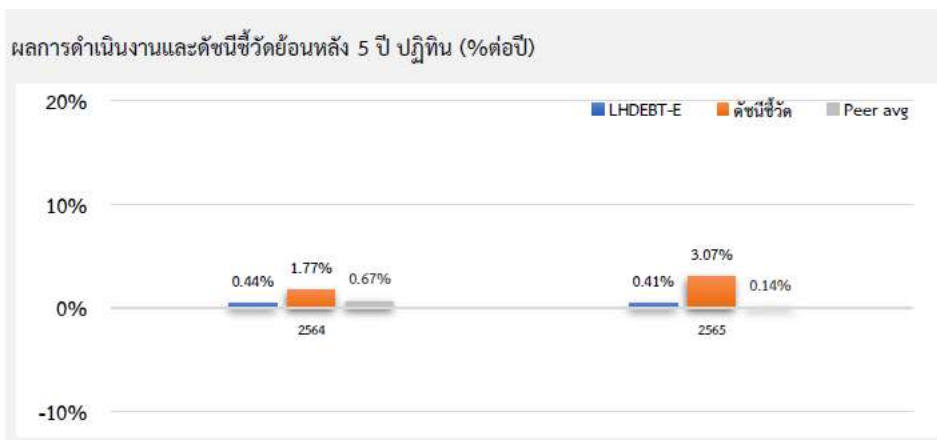 ผลการดำเนินงานและดัชนีชี้วัดย้อนหลัง 5 ปี ปฏิทิน (%ต่อปี)
20%
LHDEBT-E ดัชนีชี้วัด Peer avg
10%
0.44% 1.77% 0.67%
0.41% 3.07% 0.14%
0%
2564 2565
-10%